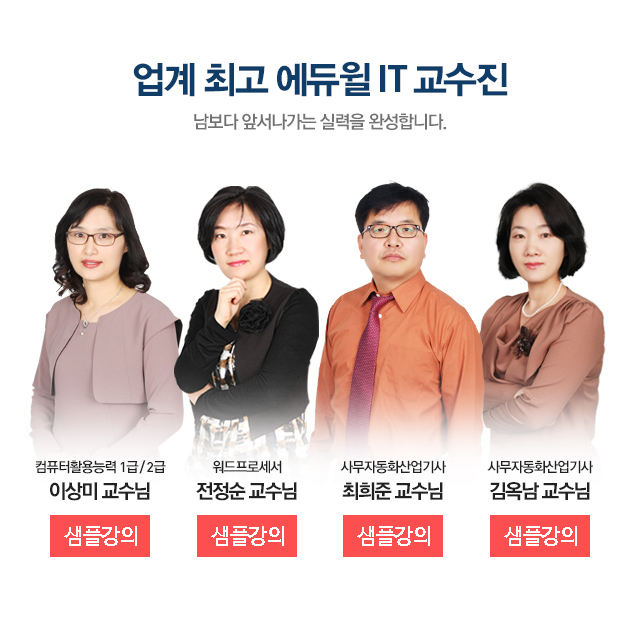 업계 최고 에듀윌 IT 교수진
남보다 앞서나가는 실력을 완성합니다.
컴퓨터활용능력 1급 / 2급
이상미 교수님
샘플강의
워드프로세서
전정순 교수님
샘플강의
사무자동화산업기사
최희준 교수님
샘플강의
사무자동화산업기사
김옥남 교수님
샘플강의